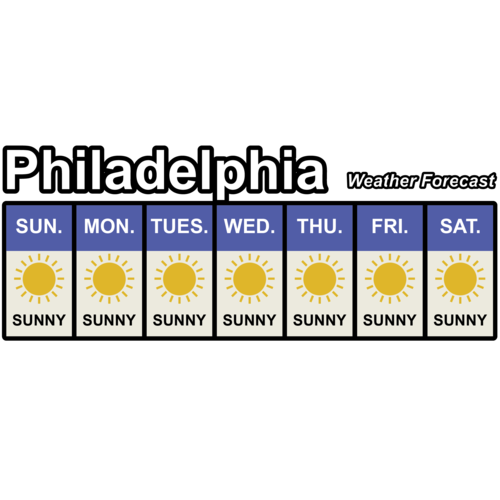 Philadelphia
Weather Forecast
SUN. MON. TUES. WED. THU. FRI. SAT.
SUNNY SUNNY SUNNY SUNNY SUNNY SUNNY SUNNY